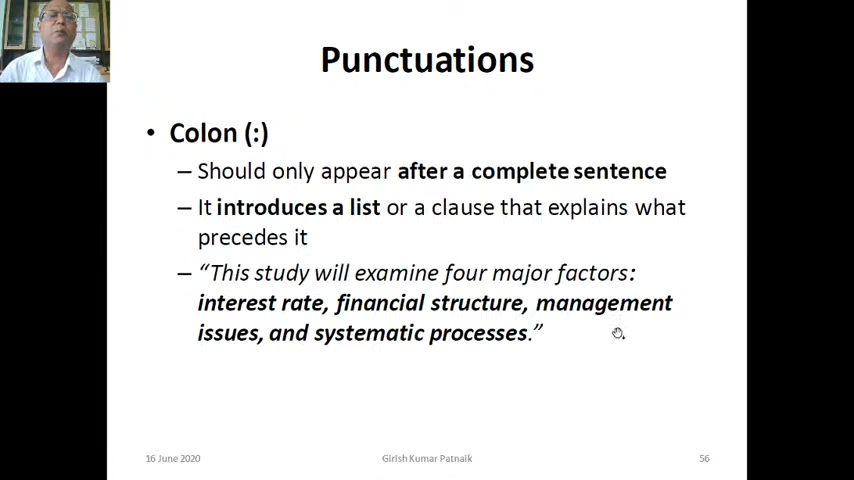 Punctuations
• Colon (:)
– Should only appear after a complete sentence
– It introduces a list or a clause that explains what
precedes it
– “This study will examine four major factors:
interest rate, financial structure, management
issues, and systematic processes.”
16 June 2020
Girish Kumar Patnaik
56